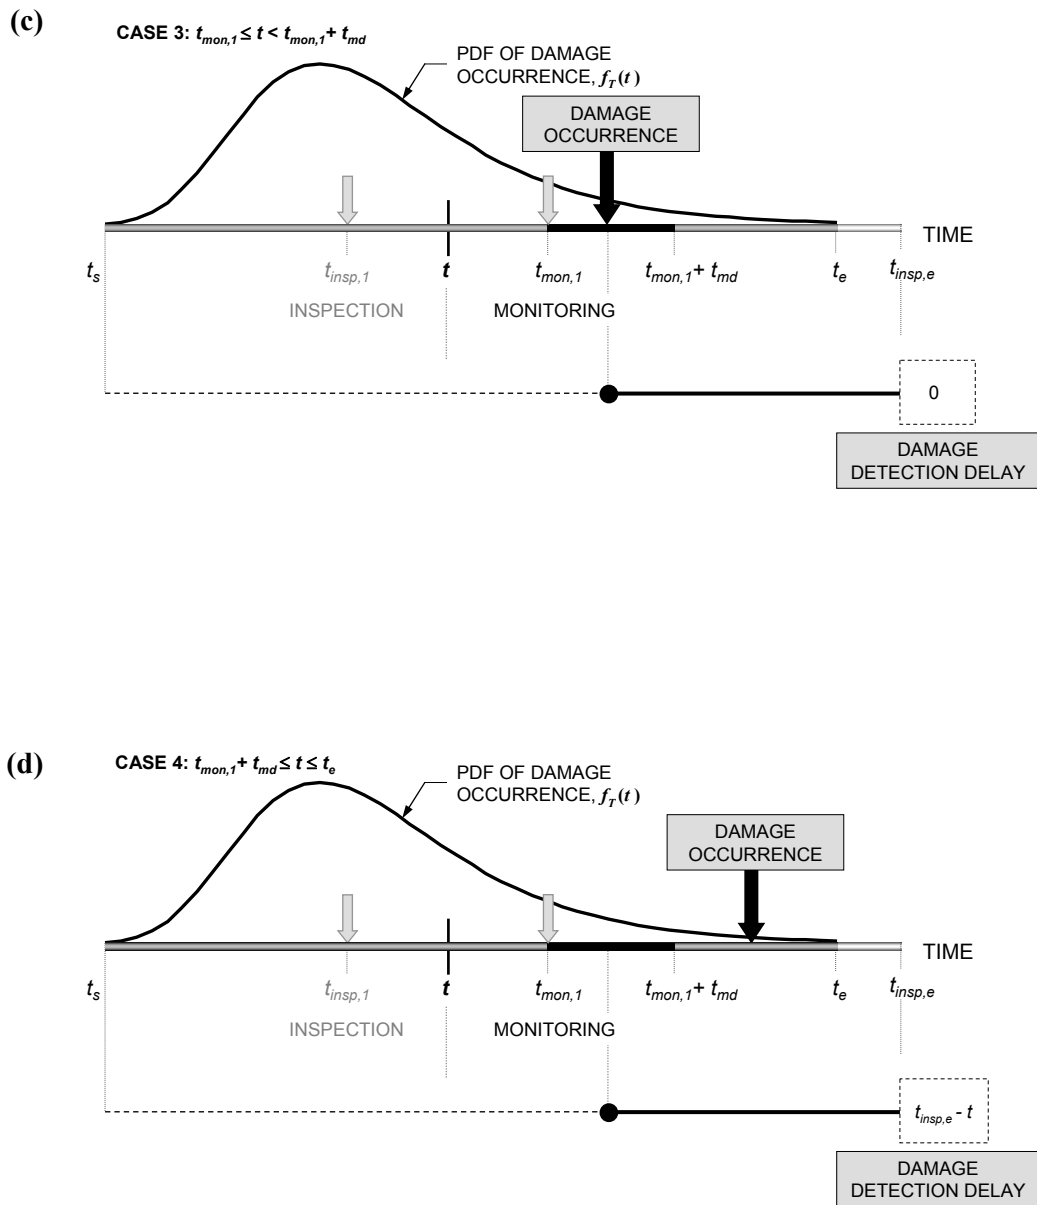 (c)
CASE 3: t_mon,1 ≤ t < t_mon,1 + t_md
PDF OF DAMAGE
OCCURRENCE, f_T(t)
DAMAGE
OCCURRENCE
TIME
t_s t_insp,1 t t_mon,1 t_mon,1 + t_md t_e t_insp,e
INSPECTION MONITORING
0
DAMAGE
DETECTION DELAY
(d)
CASE 4: t_mon,1 + t_md ≤ t ≤ t_e
PDF OF DAMAGE
OCCURRENCE, f_T(t)
DAMAGE
OCCURRENCE
TIME
t_s t_insp,1 t t_mon,1 t_mon,1 + t_md t_e t_insp,e
INSPECTION MONITORING
t_insp,e - t
DAMAGE
DETECTION DELAY